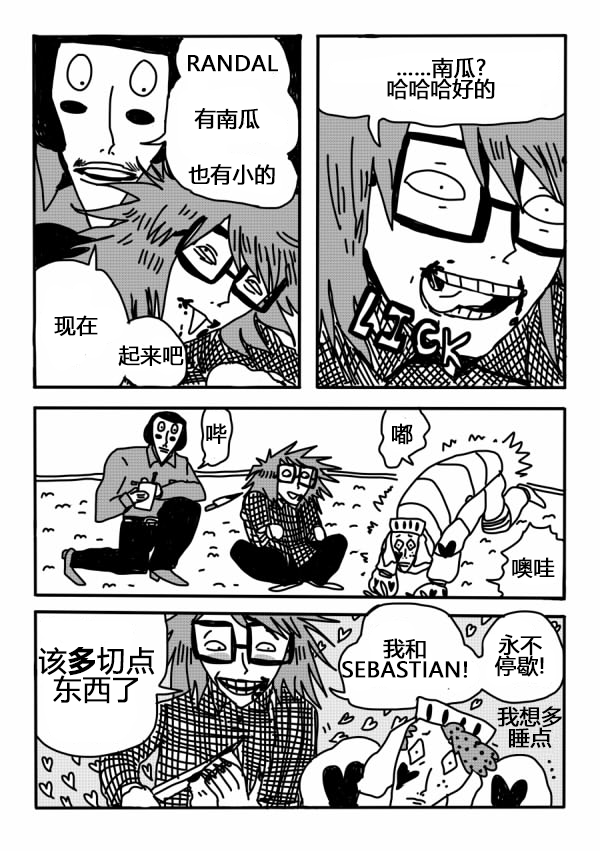 RANDAL
有南瓜
也有小的
现在
起来吧
……南瓜?
哈哈哈好的
LICK
哔
嘟
噢哇
该多切点
东西了
我和
SEBASTIAN!
永不
停歇!
我想多
睡点